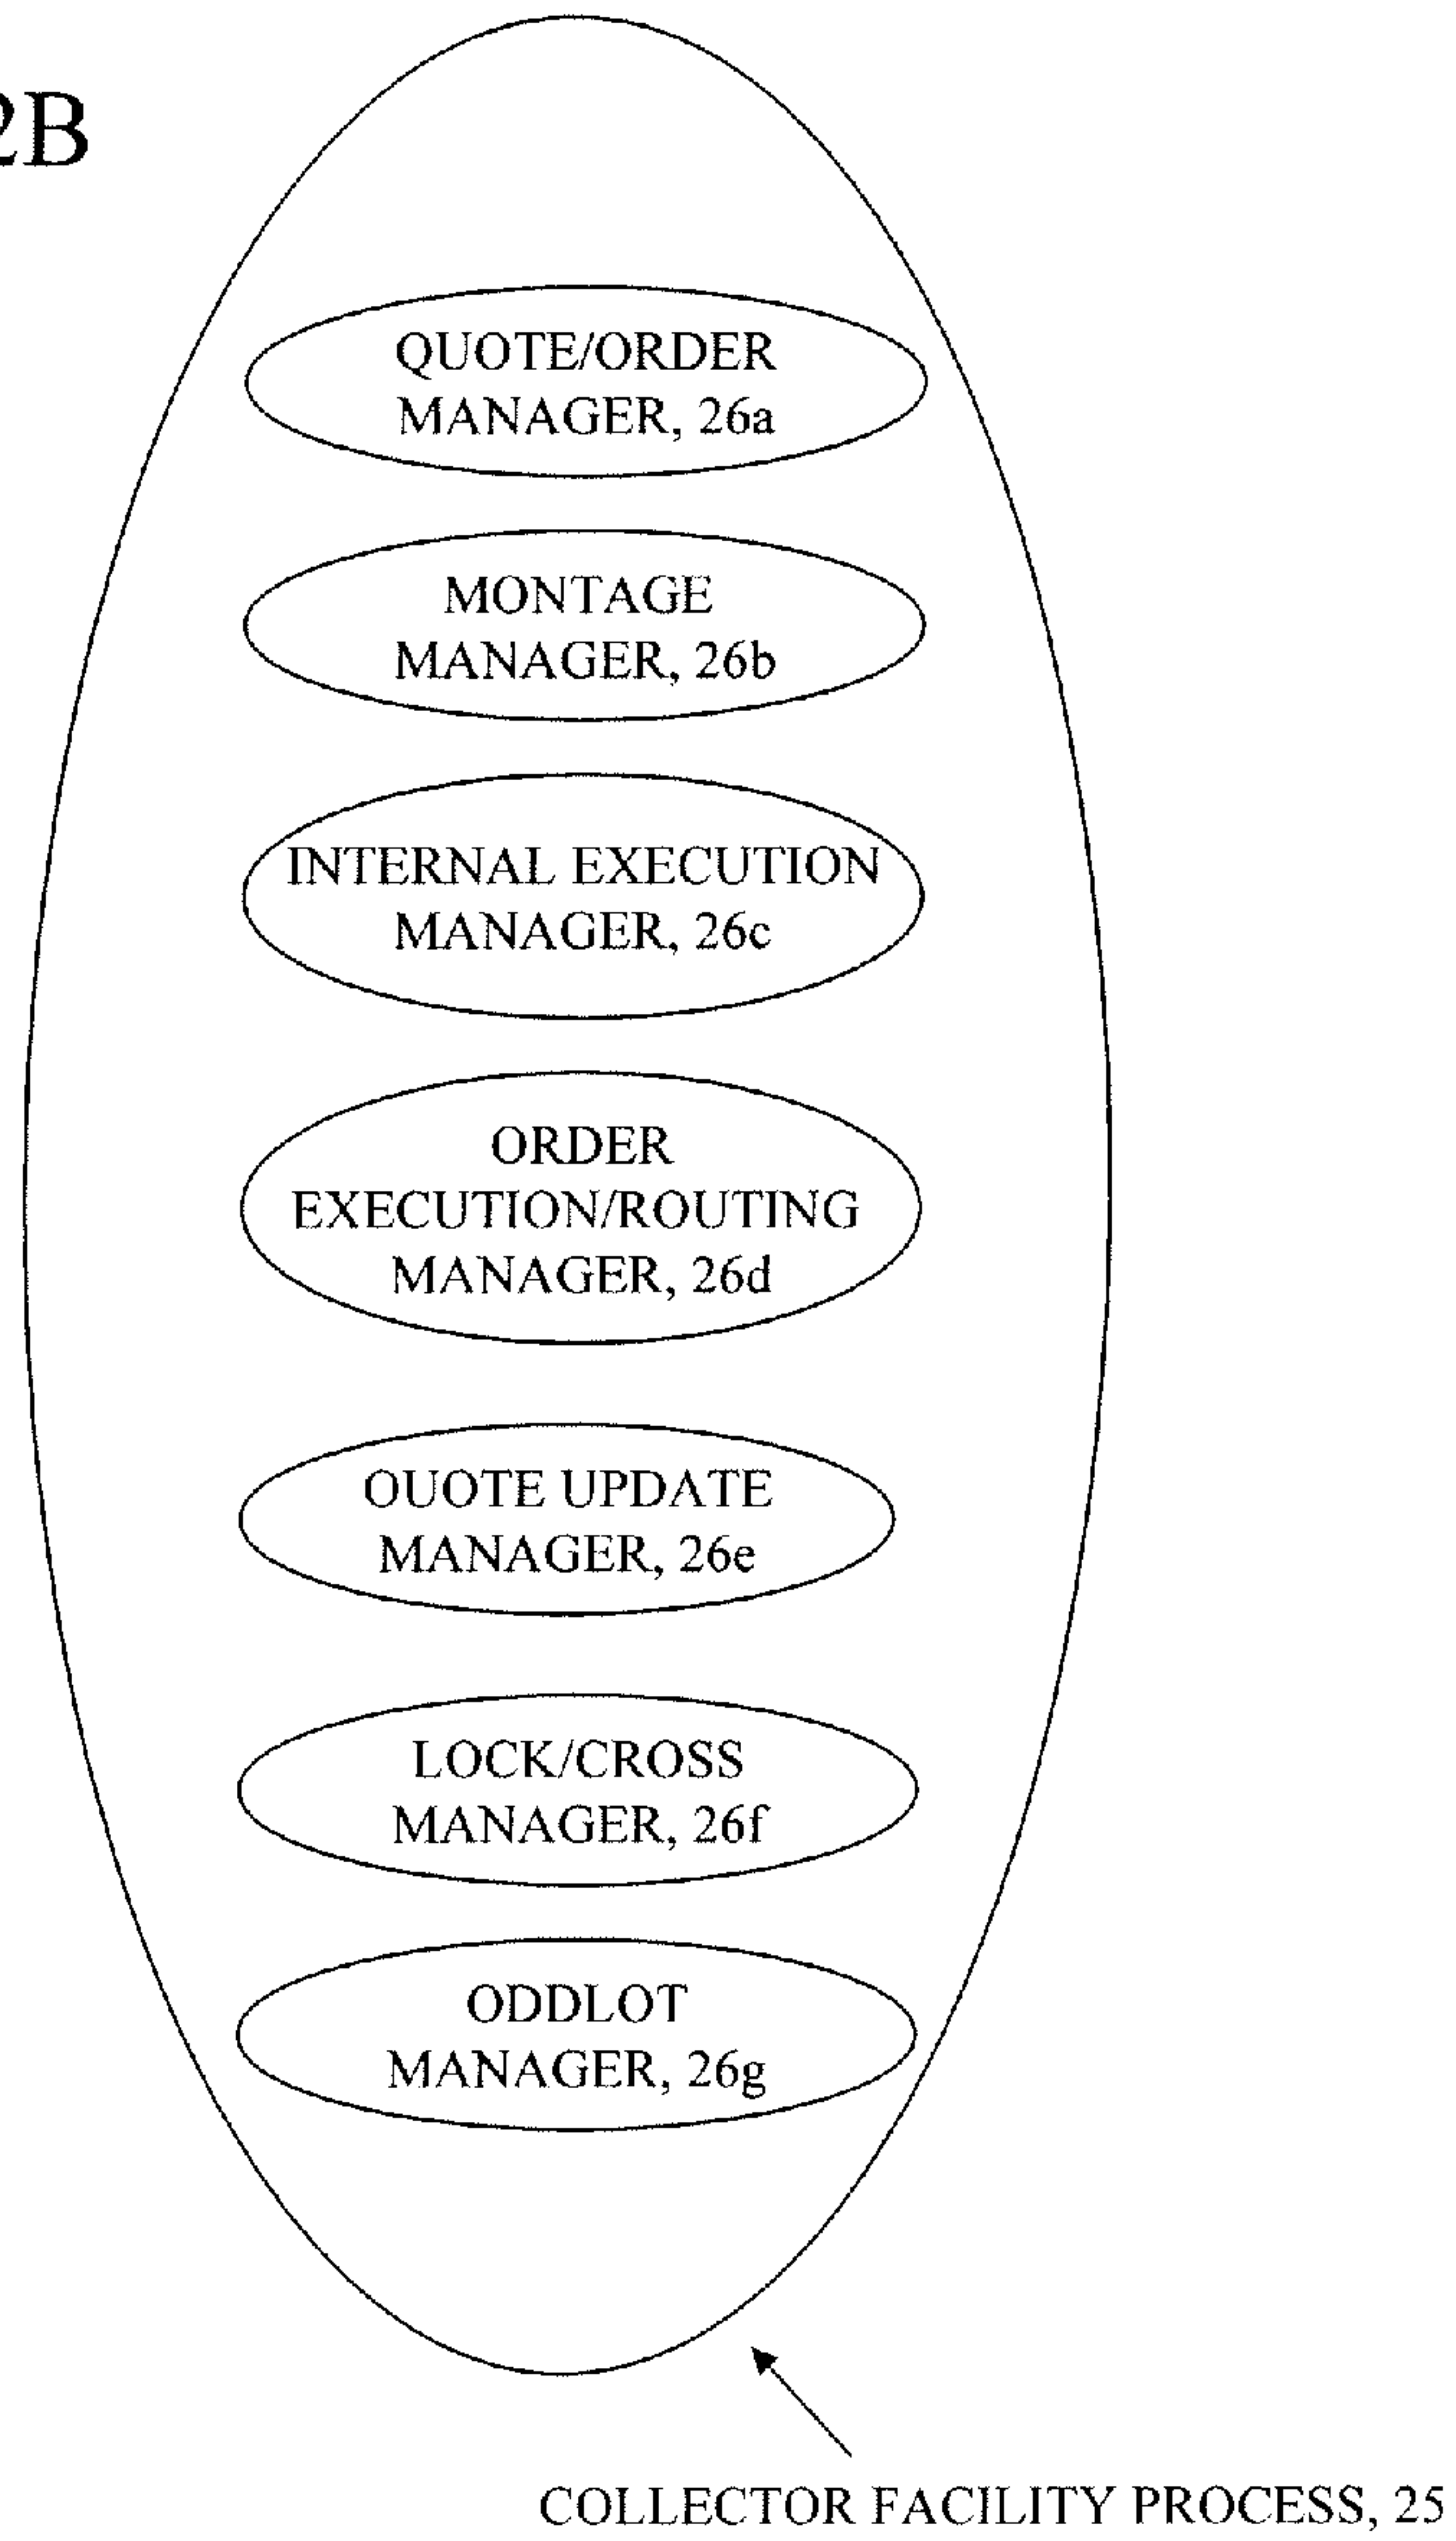 2B
QUOTE/ORDER
MANAGER, 26a
MONTAGE
MANAGER, 26b
INTERNAL EXECUTION
MANAGER, 26c
ORDER
EXECUTION/ROUTING
MANAGER, 26d
OUOTE UPDATE
MANAGER, 26e
LOCK/CROSS
MANAGER, 26f
ODDLOT
MANAGER, 26g
COLLECTOR FACILITY PROCESS, 25